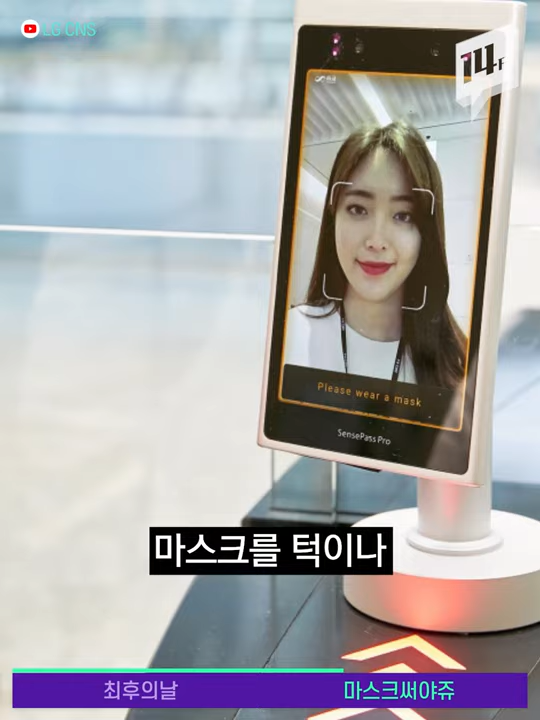 LG CNS
14F
Please wear a mask
SensePass Pro
마스크를 턱이나
최후의날
마스크써야쥬